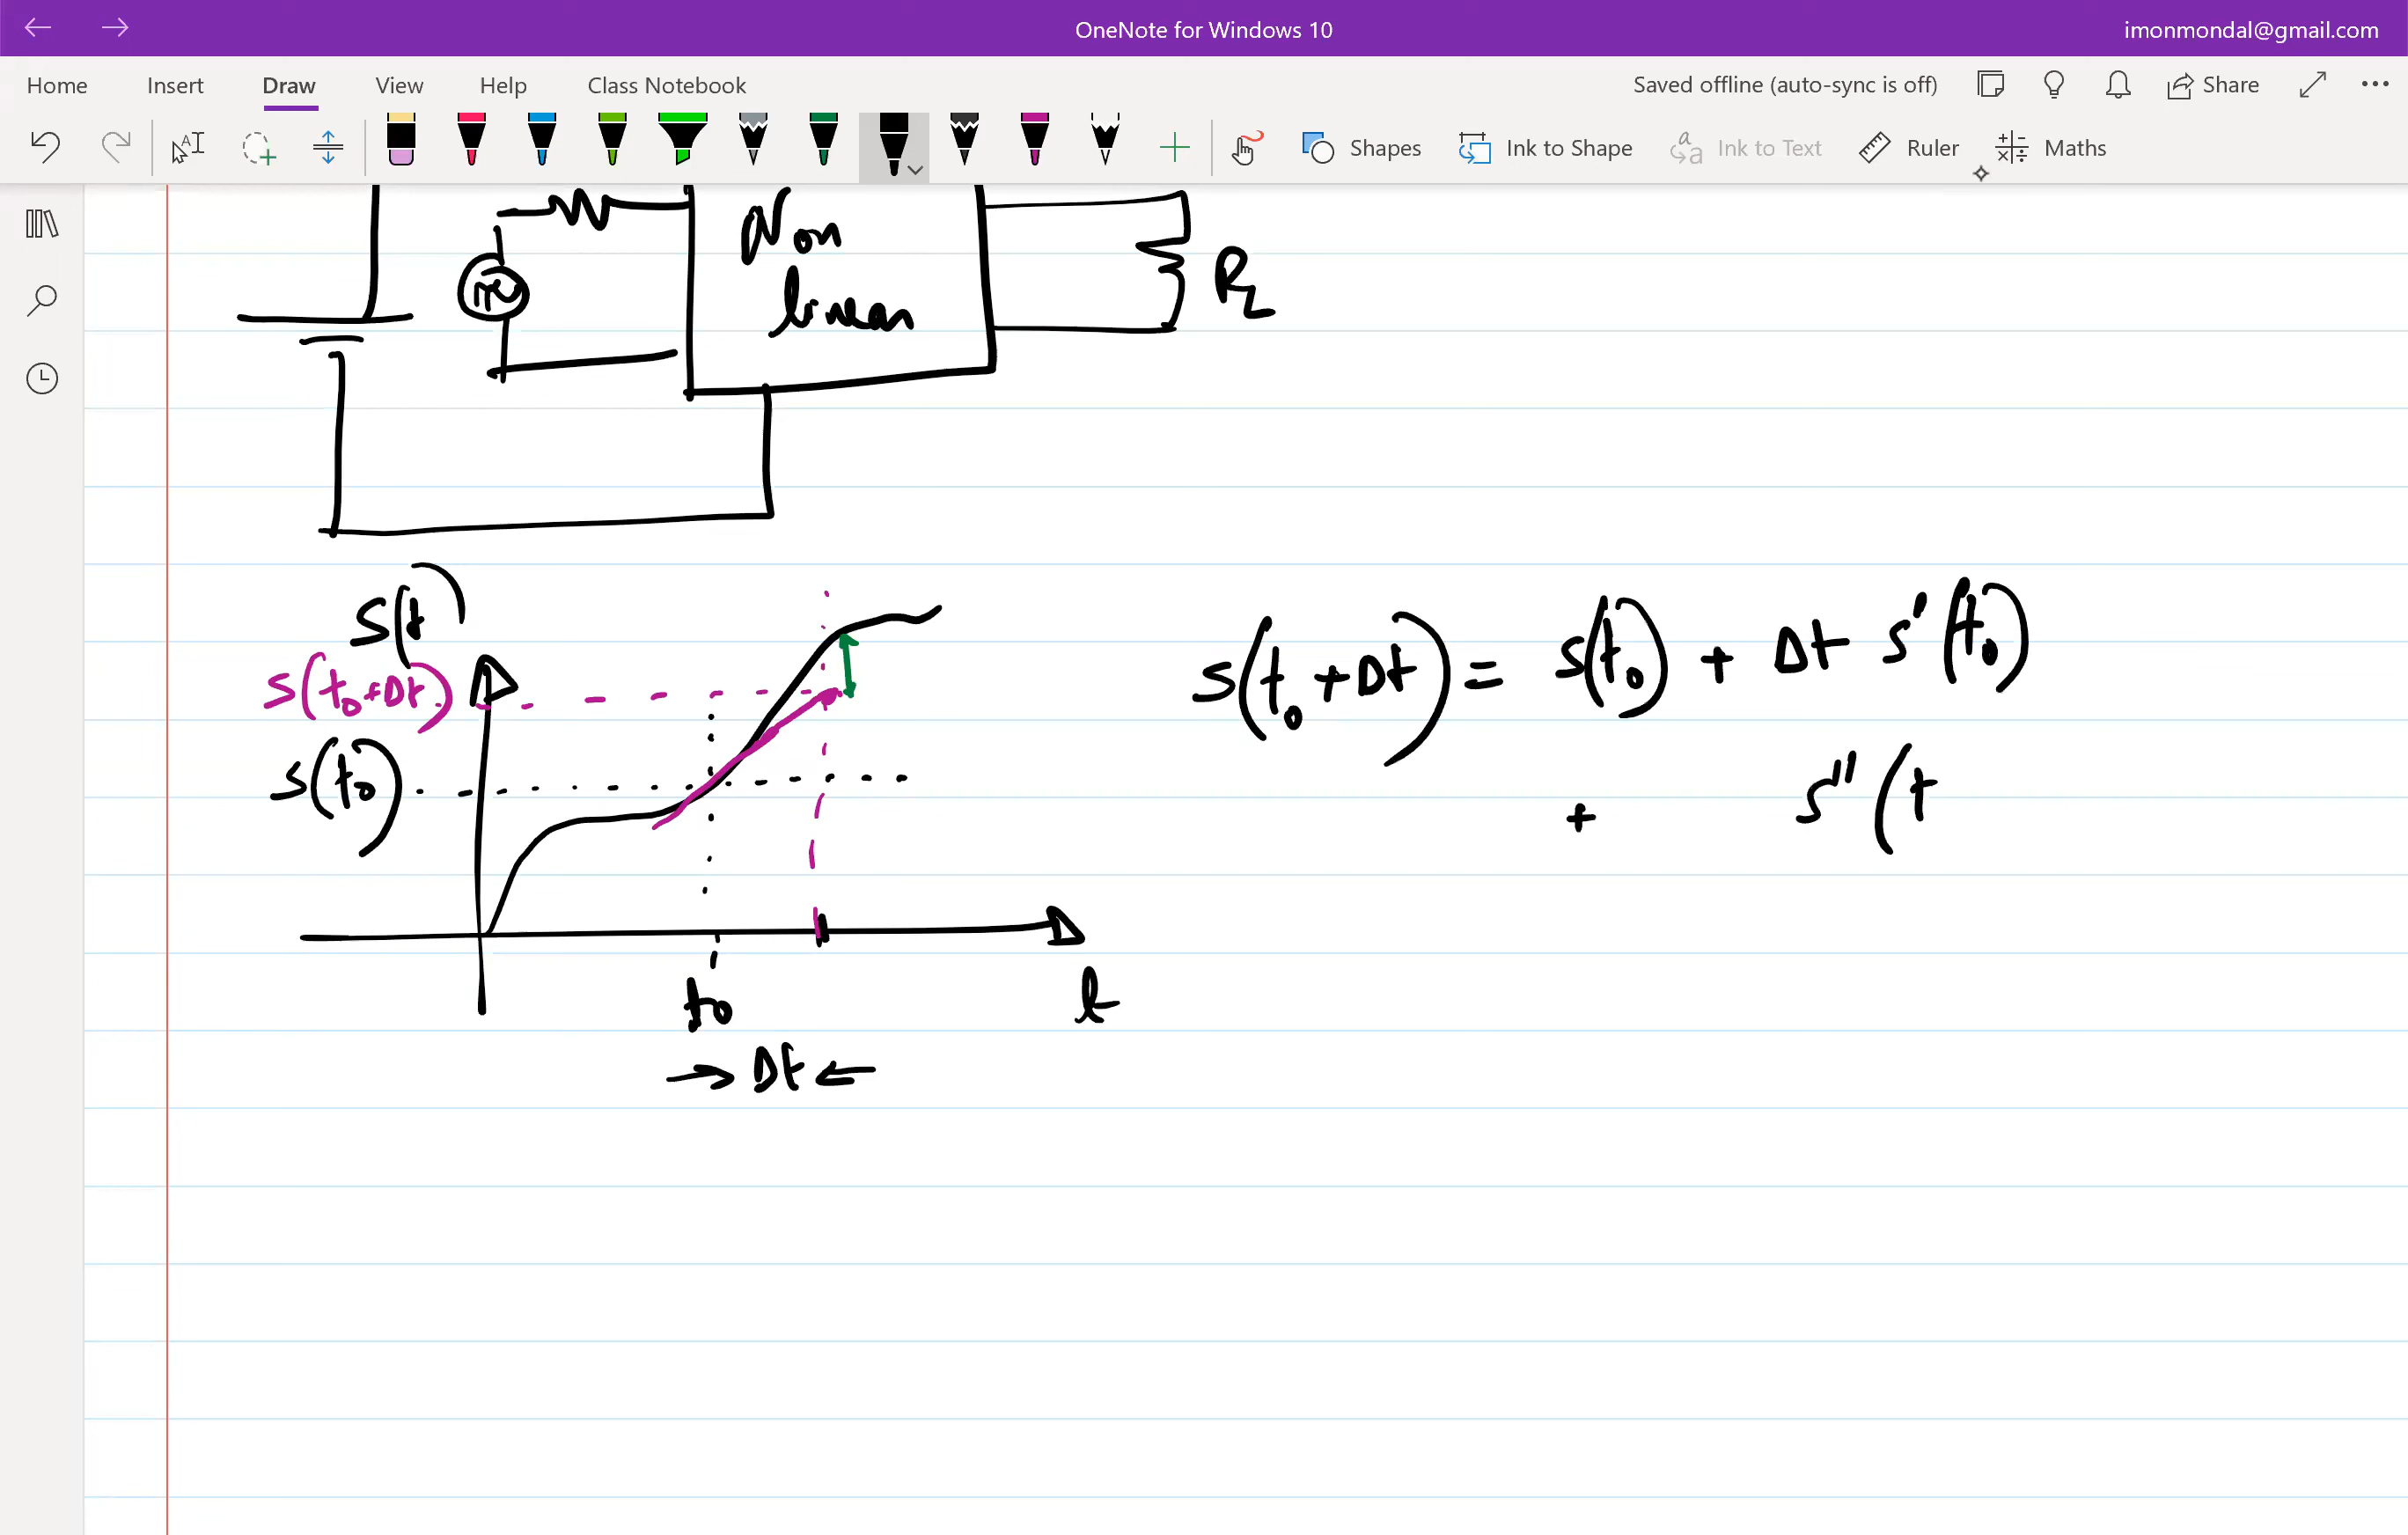 OneNote for Windows 10
imonmondal@gmail.com
Home Insert Draw View Help Class Notebook
Saved offline (auto-sync is off) Share
Shapes Ink to Shape Ink to Text Ruler Maths
Non
linear
R_L
s(t)
s(t₀+Δt)
s(t₀)
t₀
t
→ Δt ←
s(t₀+Δt) = s(t₀) + Δt s'(t₀)
+ s''(t